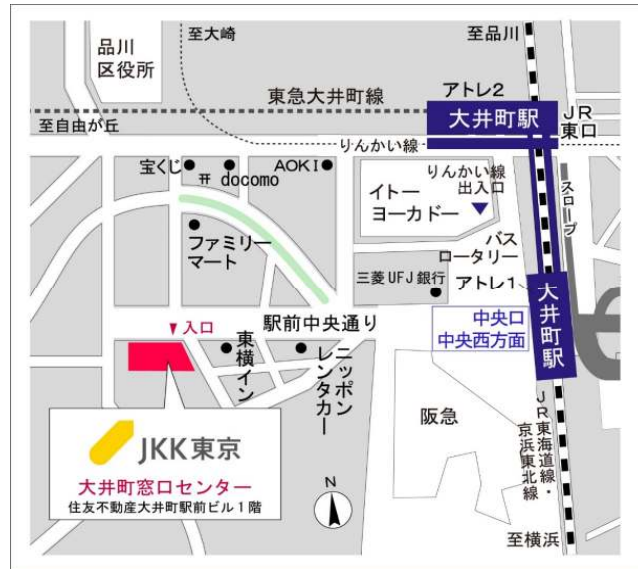 至大崎
至品川
品川
区役所
アトレ2
東急大井町線
大井町駅
JR
東口
至自由が丘
りんかい線
宝くじ
docomo
AOKI
りんかい線
出入口
イトー
ヨーカドー
スロープ
ファミリー
マート
バス
ロータリー
三菱UFJ銀行
アトレ1
大井町駅
入口
駅前中央通り
中央口
中央西方面
東横イン
ニッポン
レンタカー
阪急
JR東海道線・
京浜東北線
JKK東京
大井町窓口センター
住友不動産大井町駅前ビル1階
N
至横浜